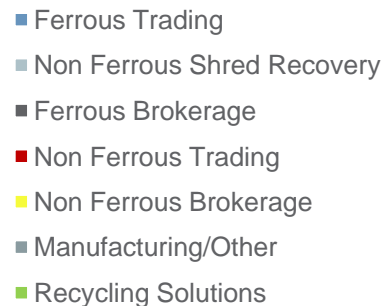 Ferrous Trading
Non Ferrous Shred Recovery
Ferrous Brokerage
Non Ferrous Trading
Non Ferrous Brokerage
Manufacturing/Other
Recycling Solutions